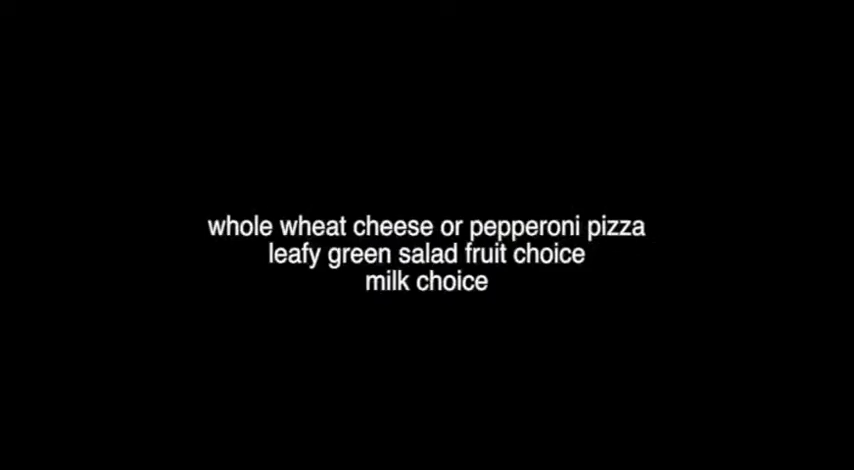 whole wheat cheese or pepperoni pizza
leafy green salad fruit choice
milk choice